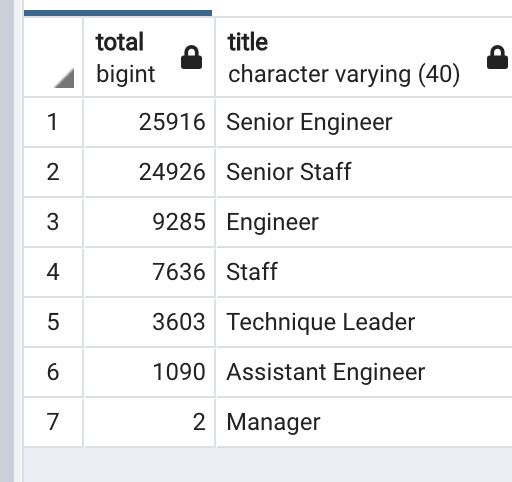 total title
bigint character varying (40)
1 25916 Senior Engineer
2 24926 Senior Staff
3 9285 Engineer
4 7636 Staff
5 3603 Technique Leader
6 1090 Assistant Engineer
7 2 Manager